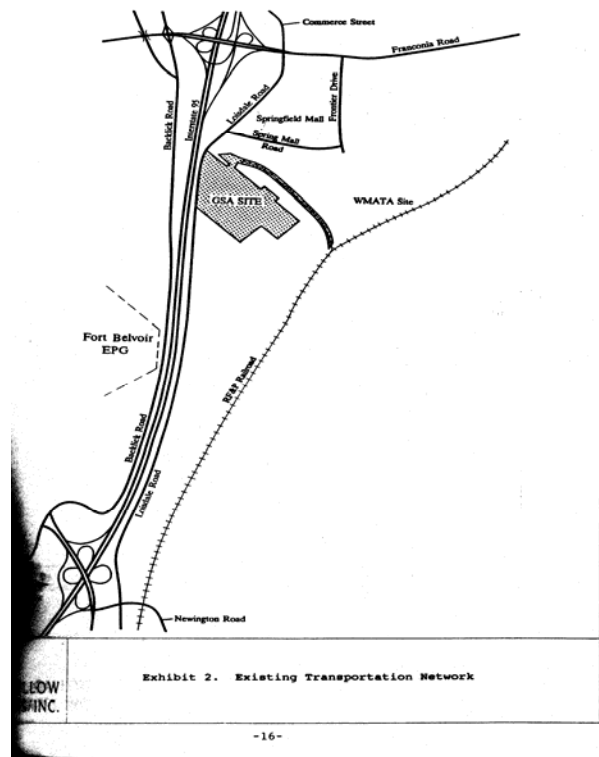 Commerce Street
Franconia Road
Backlick Road
Interstate 95
Loisdale Road
Frontier Drive
Springfield Mall
Spring Mall
Road
GSA SITE
WMATA Site
Fort Belvoir
EPG
RF&P Railroad
Backlick Road
Loisdale Road
Newington Road
LLOW
/INC.
Exhibit 2. Existing Transportation Network
-16-